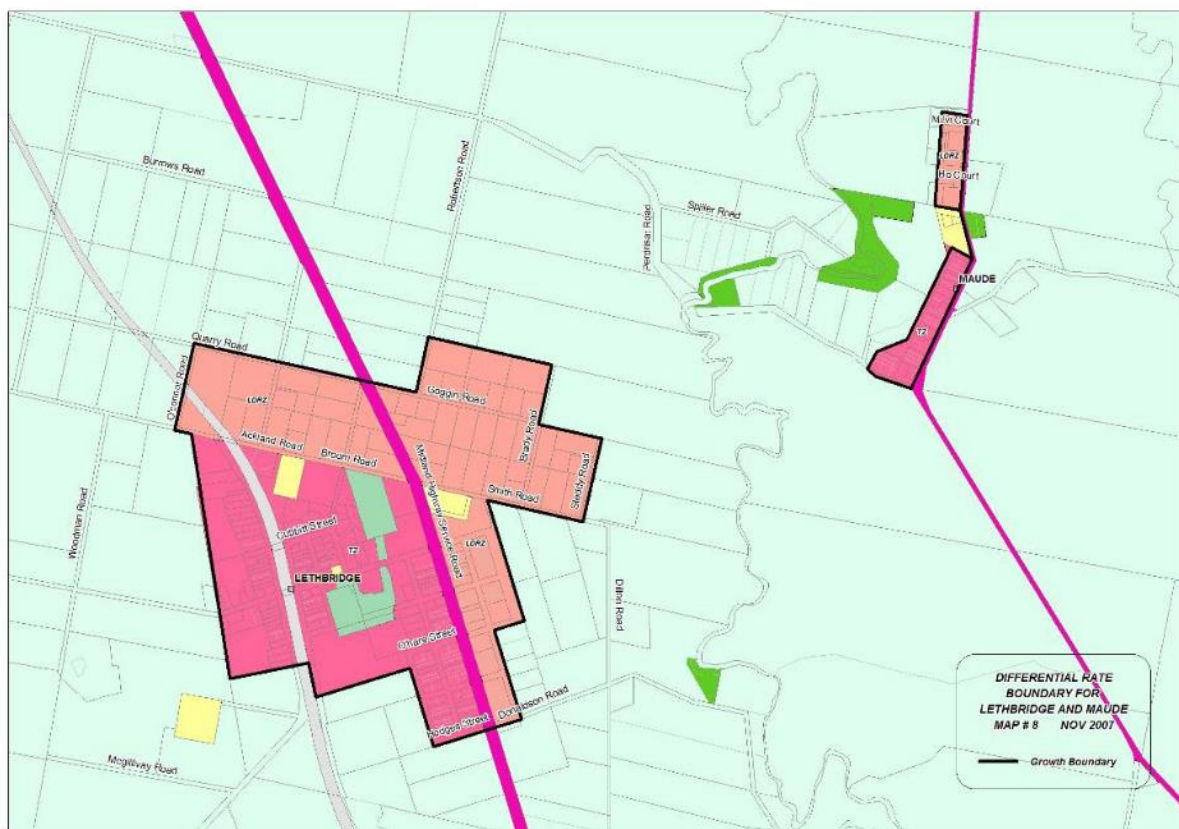 Burrows Road
Robertson Road
Perdrisat Road
Spiller Road
Milvi Court
LDRZ
Ho Court
MAUDE
TZ
Quarry Road
O'connor Road
LDRZ
Goggin Road
Brady Road
Ackland Road
Broom Road
Midland Highway Service Road
Smith Road
Steddy Road
Woodman Road
Cubbitt Street
TZ
LDRZ
LETHBRIDGE
O'Hare Street
Dillon Road
Hodges Street
Donaldson Road
Mcgillivay Road
DIFFERENTIAL RATE
BOUNDARY FOR
LETHBRIDGE AND MAUDE
MAP # 8 NOV 2007
Growth Boundary